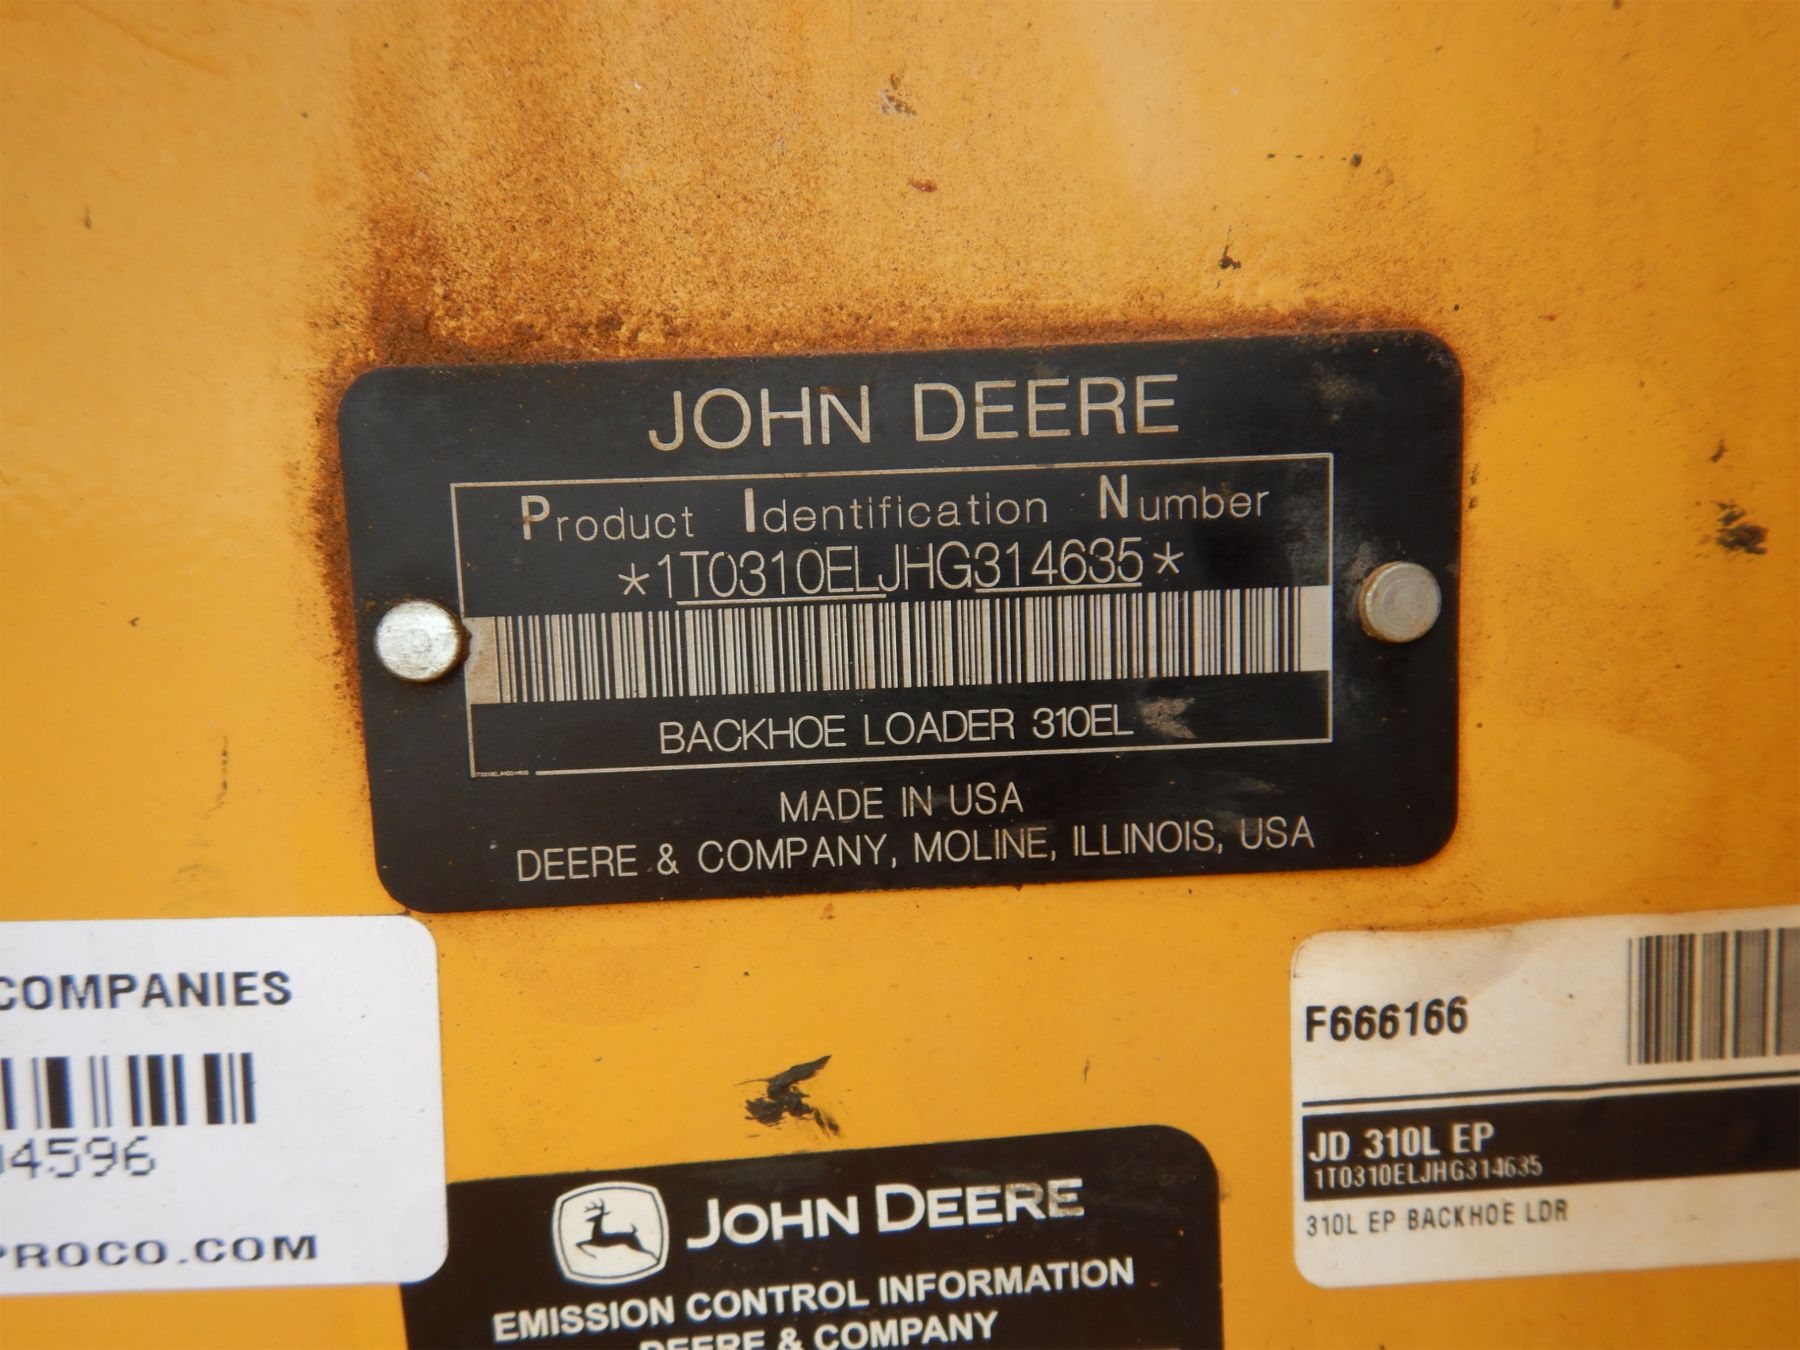 JOHN DEERE
Product Identification Number
*1T0310ELJHG314635*
BACKHOE LOADER 310EL
MADE IN USA
DEERE & COMPANY, MOLINE, ILLINOIS, USA
COMPANIES
4596
PROCO.COM
F666166
JD 310L EP
1T0310ELJHG314635
310L EP BACKHOE LDR
JOHN DEERE
EMISSION CONTROL INFORMATION
DEERE & COMPANY